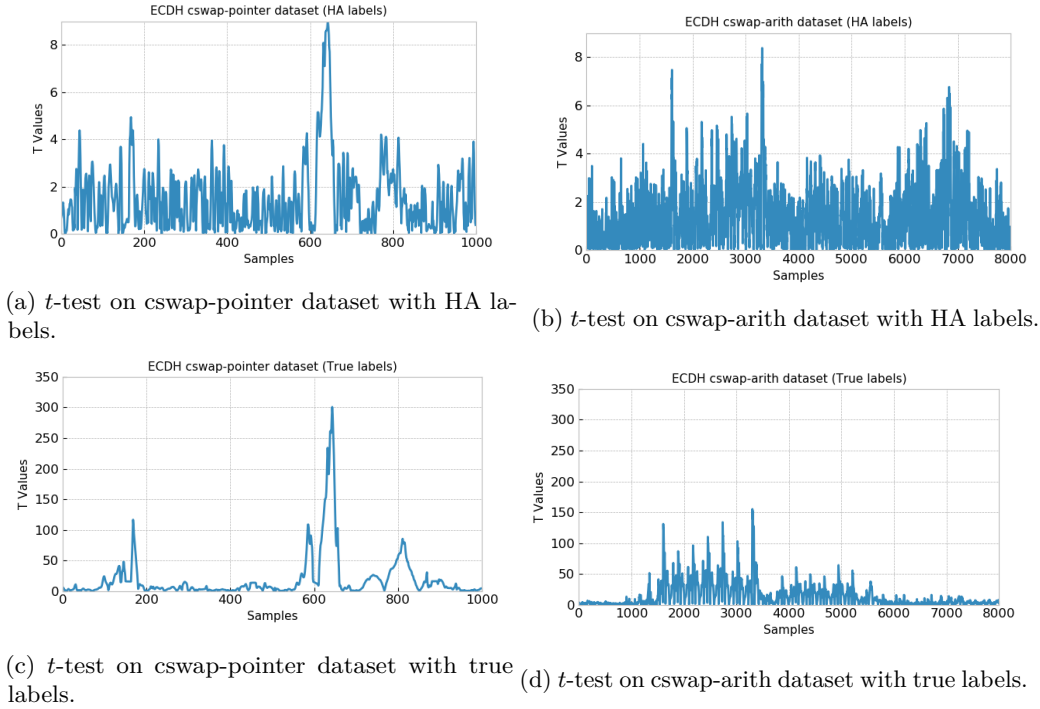 ECDH cswap-pointer dataset (HA labels)
8
6
4
2
0
T Values
0 200 400 600 800 1000
Samples
(a) t-test on cswap-pointer dataset with HA la-
bels.
ECDH cswap-arith dataset (HA labels)
8
6
4
2
0
T Values
0 1000 2000 3000 4000 5000 6000 7000 8000
Samples
(b) t-test on cswap-arith dataset with HA labels.
ECDH cswap-pointer dataset (True labels)
350
300
250
200
150
100
50
0
T Values
0 200 400 600 800 1000
Samples
(c) t-test on cswap-pointer dataset with true
labels.
ECDH cswap-arith dataset (True labels)
350
300
250
200
150
100
50
0
T Values
0 1000 2000 3000 4000 5000 6000 7000 8000
Samples
(d) t-test on cswap-arith dataset with true labels.